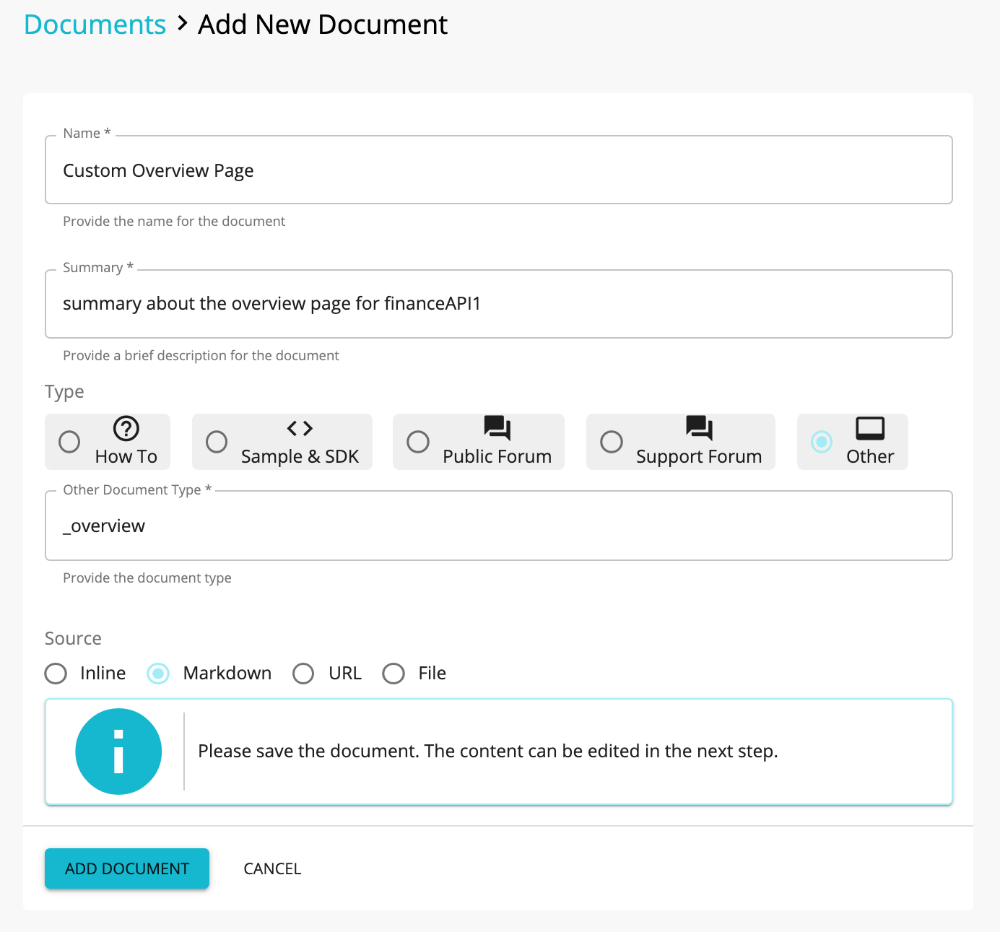 Documents > Add New Document
Name *
Custom Overview Page
Provide the name for the document
Summary *
summary about the overview page for financeAPI1
Provide a brief description for the document
Type
How To Sample & SDK Public Forum Support Forum Other
Other Document Type *
_overview
Provide the document type
Source
Inline Markdown URL File
Please save the document. The content can be edited in the next step.
ADD DOCUMENT CANCEL